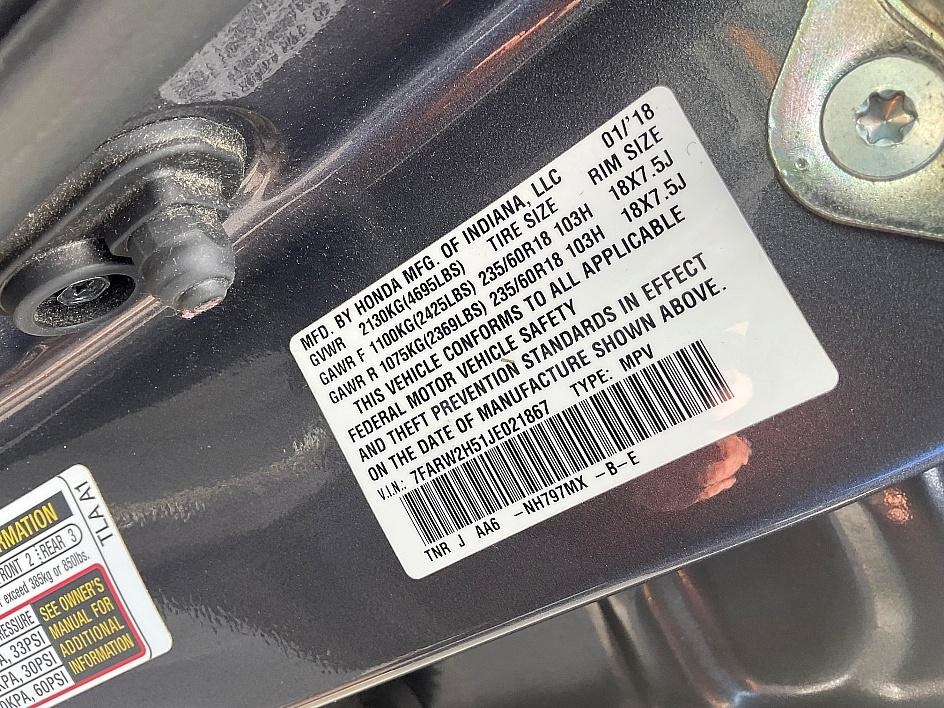 MFD. BY HONDA MFG. OF INDIANA, LLC 01/'18
GVWR 2130KG(4695LBS) TIRE SIZE RIM SIZE
GAWR F 1100KG(2425LBS) 235/60R18 103H 18X7.5J
GAWR R 1075KG(2369LBS) 235/60R18 103H 18X7.5J
THIS VEHICLE CONFORMS TO ALL APPLICABLE
FEDERAL MOTOR VEHICLE SAFETY
AND THEFT PREVENTION STANDARDS IN EFFECT
ON THE DATE OF MANUFACTURE SHOWN ABOVE.
V.I.N.: 7FARW2H51JE021867 TYPE: MPV
TNR J AA6 -NH797MX -B-E
TLA A1
RMATION
RONT 2 REAR 3
exceed 385kg or 850lbs.
RESSURE
PA, 33PSI
KPA, 30PSI
0KPA, 60PSI
SEE OWNER'S
MANUAL FOR
ADDITIONAL
INFORMATION